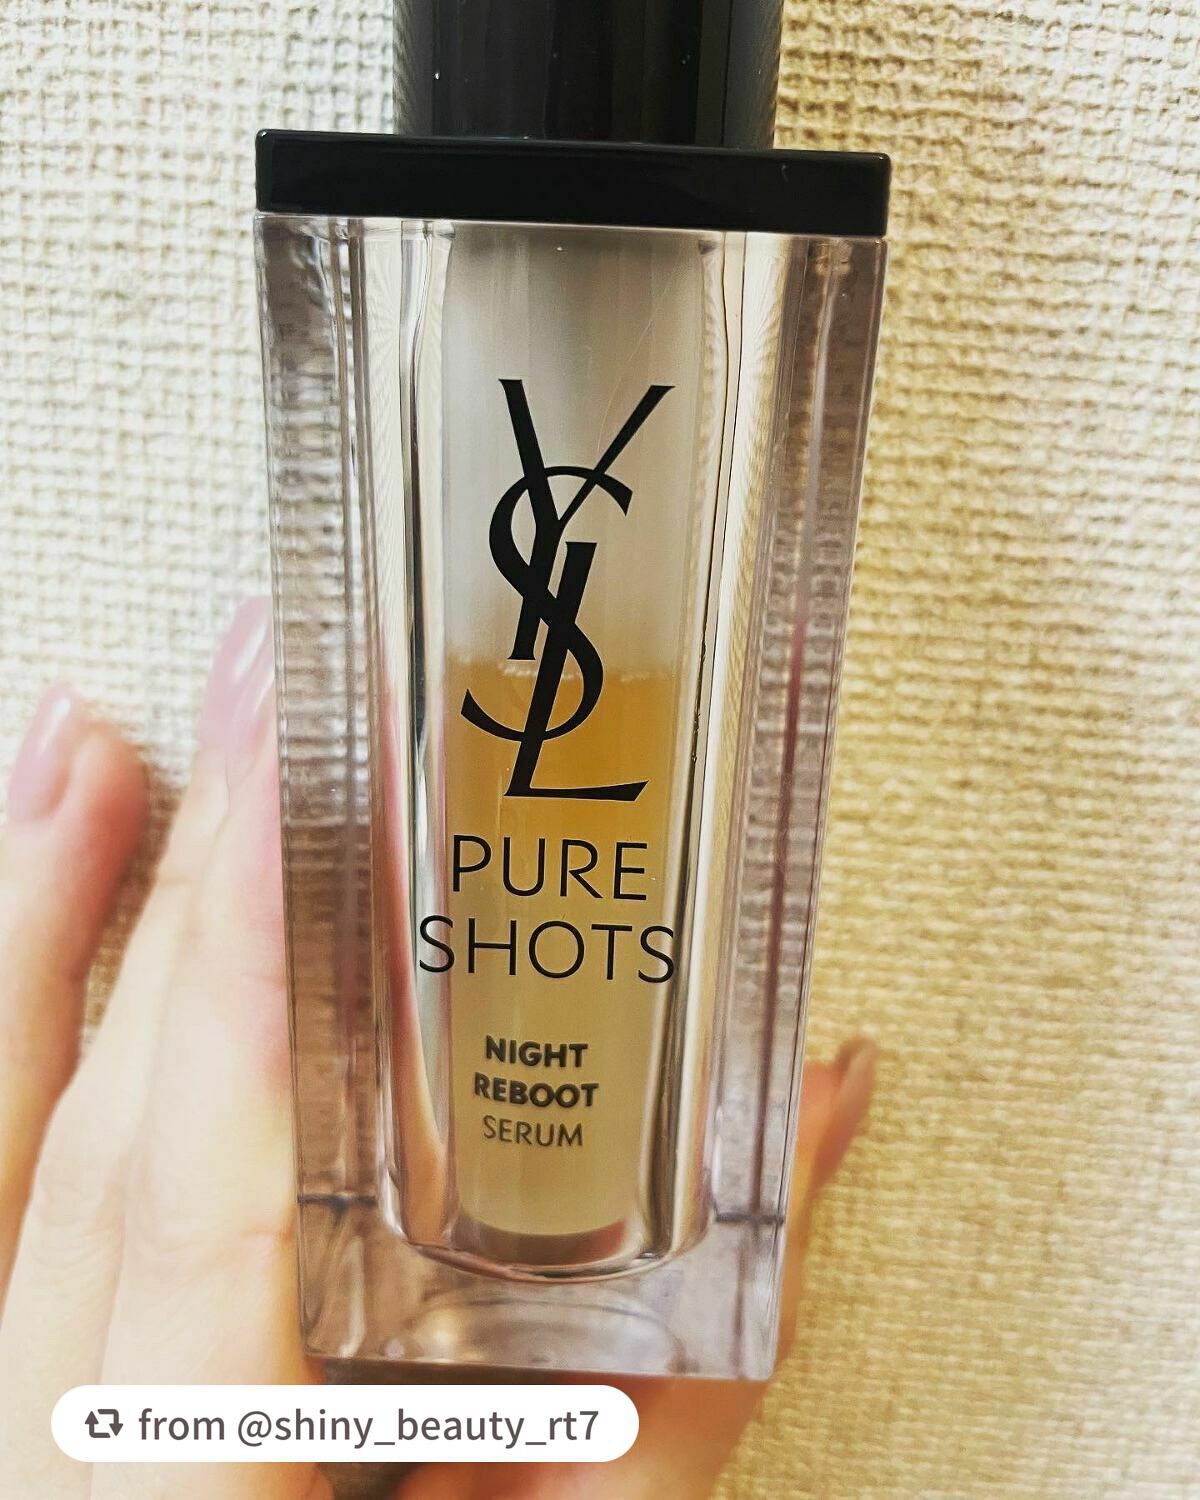 YSL
PURE
SHOTS
NIGHT
REBOOT
SERUM
from @shiny_beauty_rt7